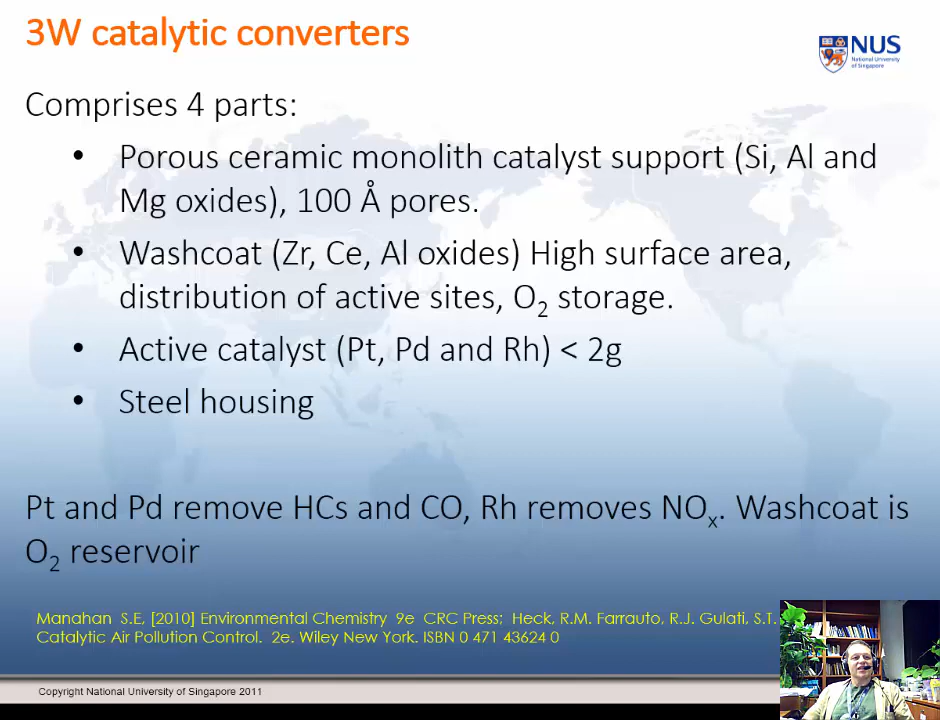 3W catalytic converters
NUS
National University
of Singapore
Comprises 4 parts:
• Porous ceramic monolith catalyst support (Si, Al and
Mg oxides), 100 Å pores.
• Washcoat (Zr, Ce, Al oxides) High surface area,
distribution of active sites, O₂ storage.
• Active catalyst (Pt, Pd and Rh) < 2g
• Steel housing
Pt and Pd remove HCs and CO, Rh removes NOₓ. Washcoat is
O₂ reservoir
Manahan S.E, [2010] Environmental Chemistry 9e CRC Press; Heck, R.M. Farrauto, R.J. Gulati, S.T.
Catalytic Air Pollution Control. 2e. Wiley New York. ISBN 0 471 43624 0
Copyright National University of Singapore 2011